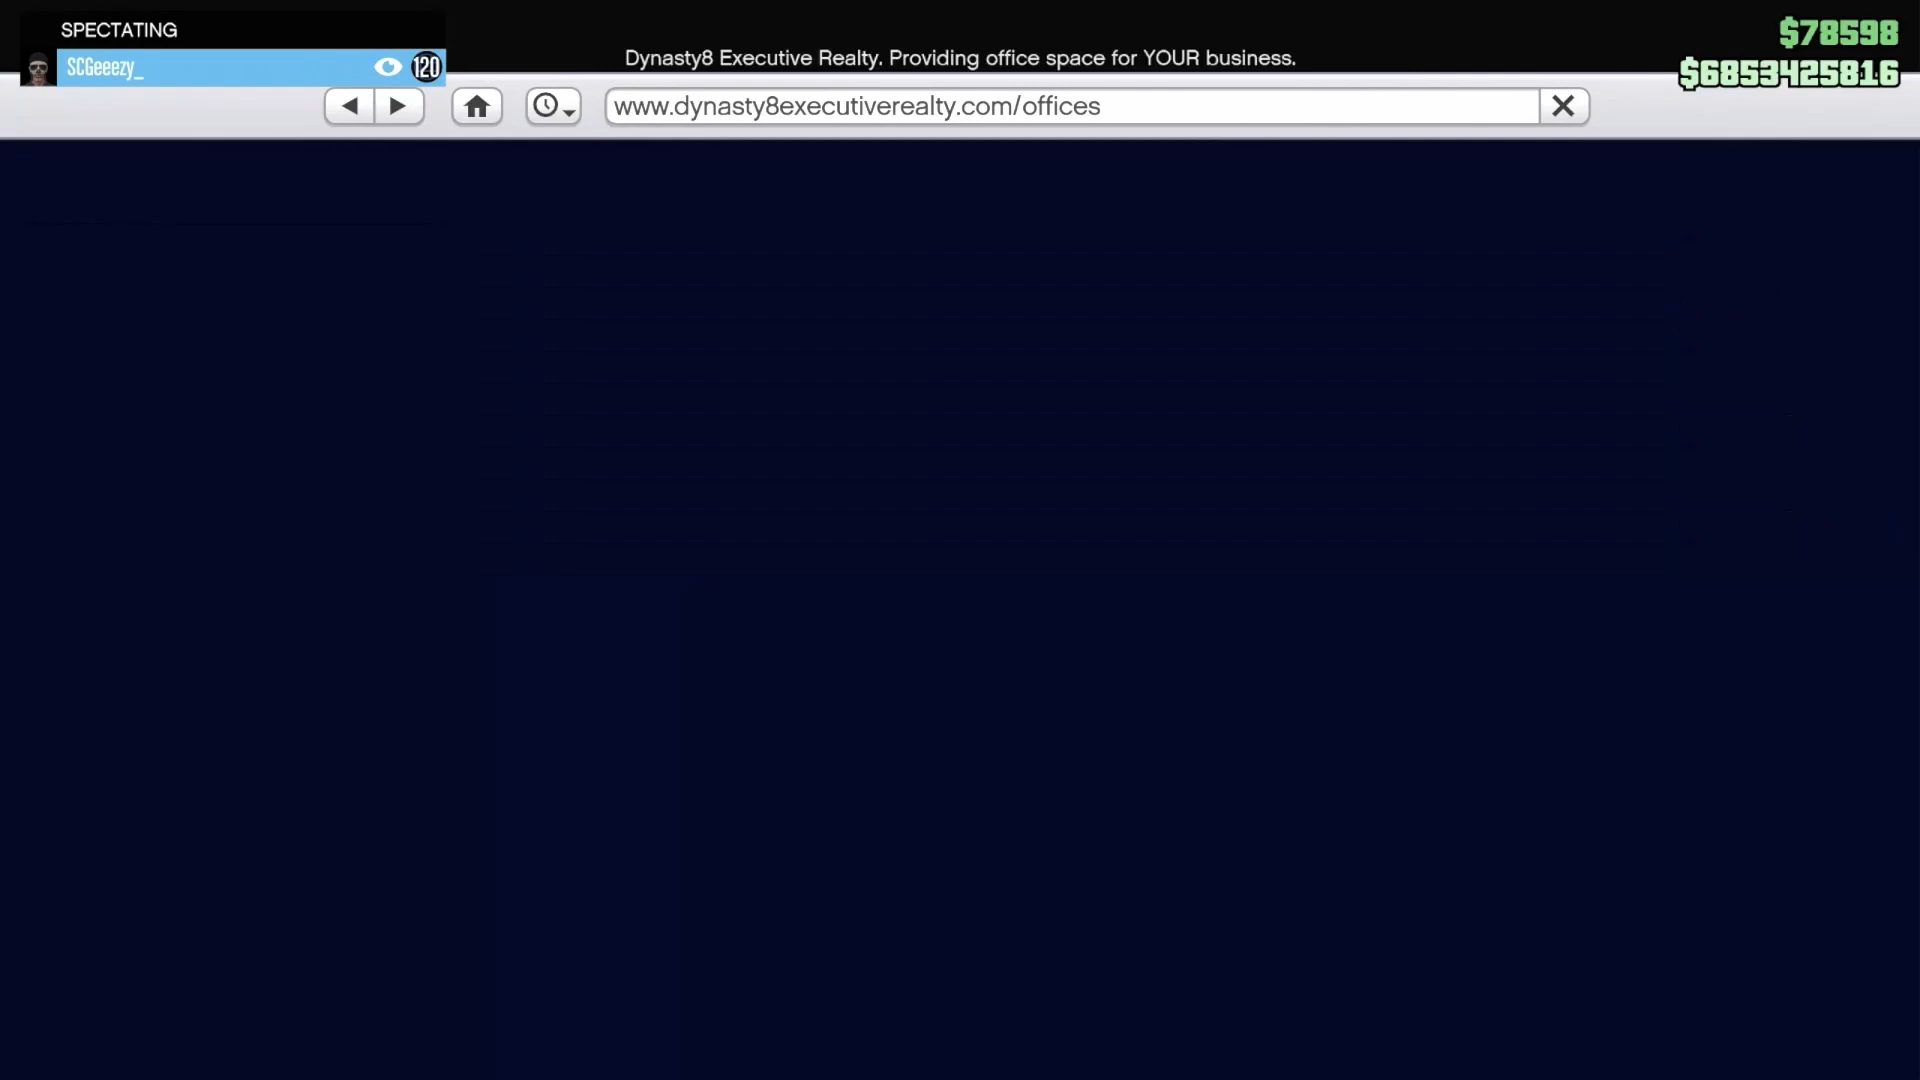 SPECTATING
SCGeeezy_ 120
Dynasty8 Executive Realty. Providing office space for YOUR business.
$78598
$6853425816
www.dynasty8executiverealty.com/offices